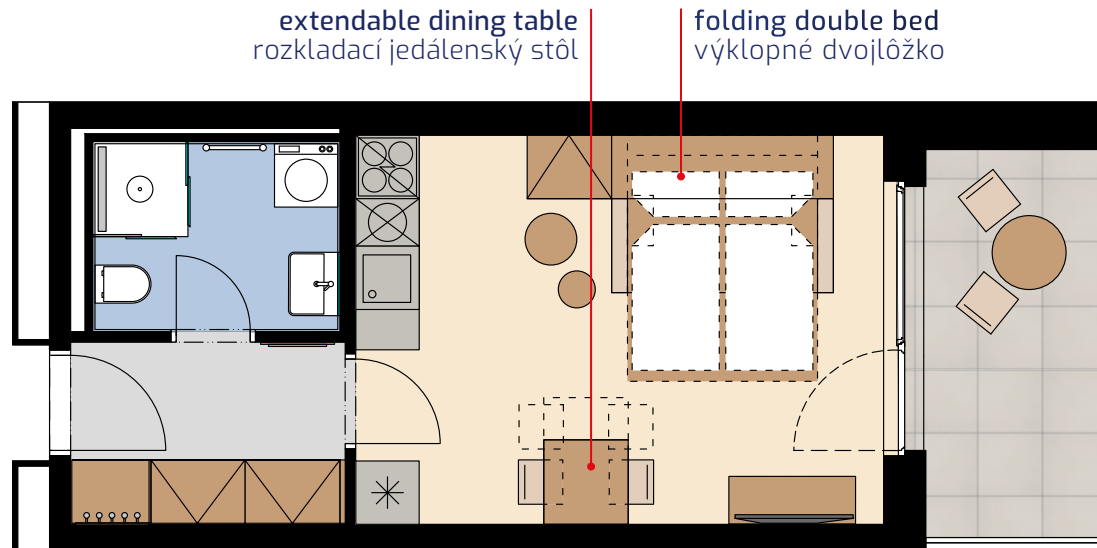 extendable dining table
rozkladací jedálenský stôl
folding double bed
výklopné dvojlôžko